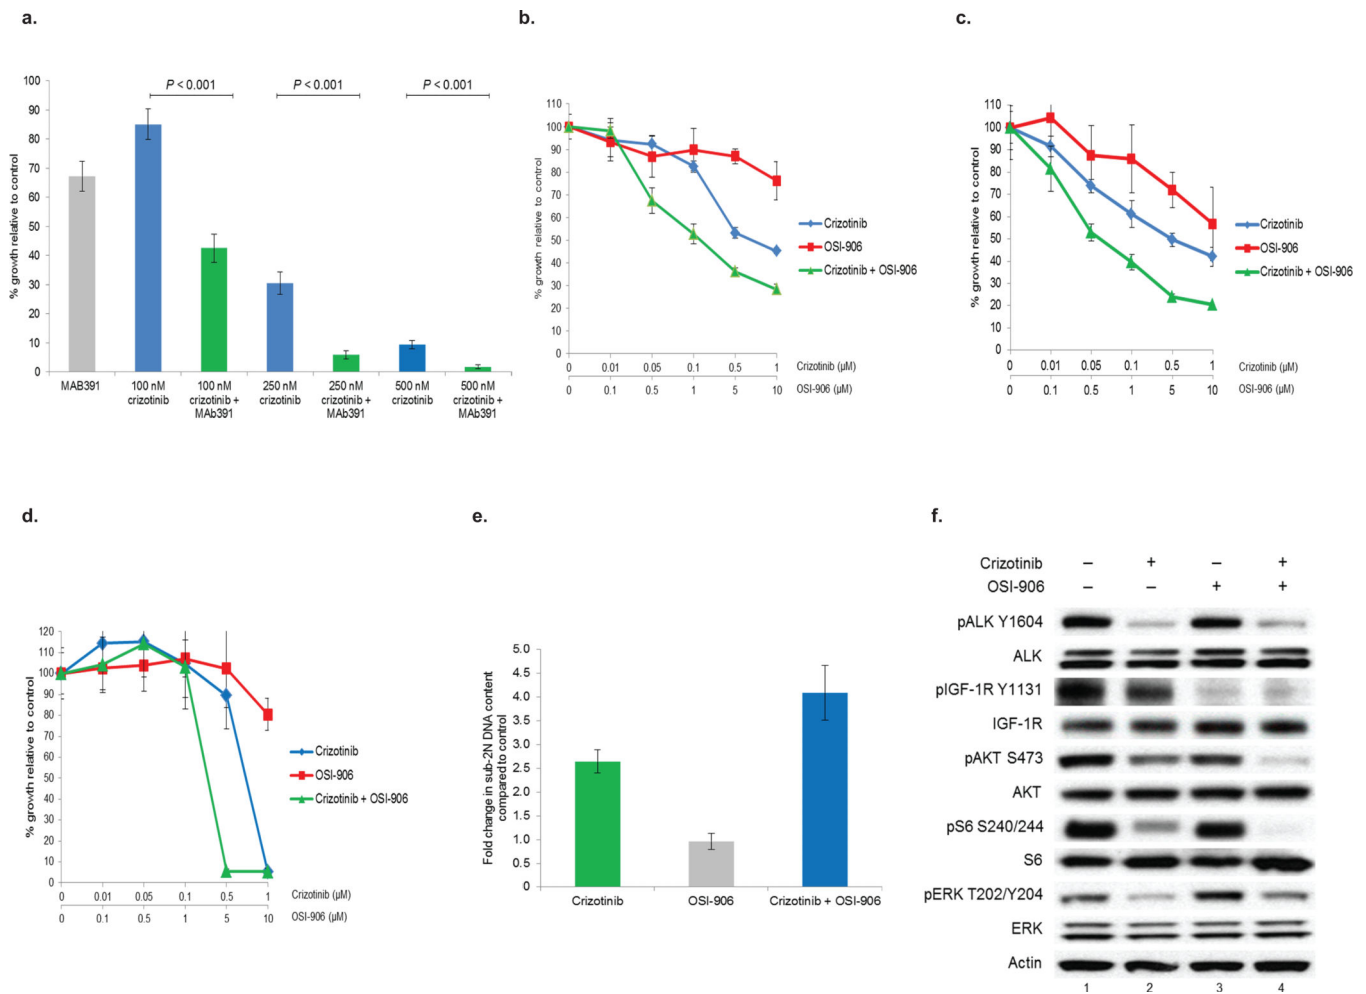 a.
b.
c.
P < 0.001
P < 0.001
P < 0.001
% growth relative to control
100
90
80
70
60
50
40
30
20
10
0
MAB391
100 nM
crizotinib
100 nM
crizotinib +
MAb391
250 nM
crizotinib
250 nM
crizotinib +
MAb391
500 nM
crizotinib
500 nM
crizotinib +
MAb391
% growth relative to control
110
100
90
80
70
60
50
40
30
20
10
0
Crizotinib
OSI-906
Crizotinib + OSI-906
0 0.01 0.05 0.1 0.5 1 Crizotinib (µM)
0 0.1 0.5 1 5 10 OSI-906 (µM)
% growth relative to control
110
100
90
80
70
60
50
40
30
20
10
0
Crizotinib
OSI-906
Crizotinib + OSI-906
0 0.01 0.05 0.1 0.5 1 Crizotinib (µM)
0 0.1 0.5 1 5 10 OSI-906 (µM)
d.
e.
f.
% growth relative to control
120
110
100
90
80
70
60
50
40
30
20
10
0
Crizotinib
OSI-906
Crizotinib + OSI-906
0 0.01 0.05 0.1 0.5 1 Crizotinib (µM)
0 0.1 0.5 1 5 10 OSI-906 (µM)
Fold change in sub-2N DNA content
compared to control
5.0
4.5
4.0
3.5
3.0
2.5
2.0
1.5
1.0
0.5
0
Crizotinib
OSI-906
Crizotinib + OSI-906
Crizotinib – + – +
OSI-906 – – + +
pALK Y1604
ALK
pIGF-1R Y1131
IGF-1R
pAKT S473
AKT
pS6 S240/244
S6
pERK T202/Y204
ERK
Actin
1 2 3 4